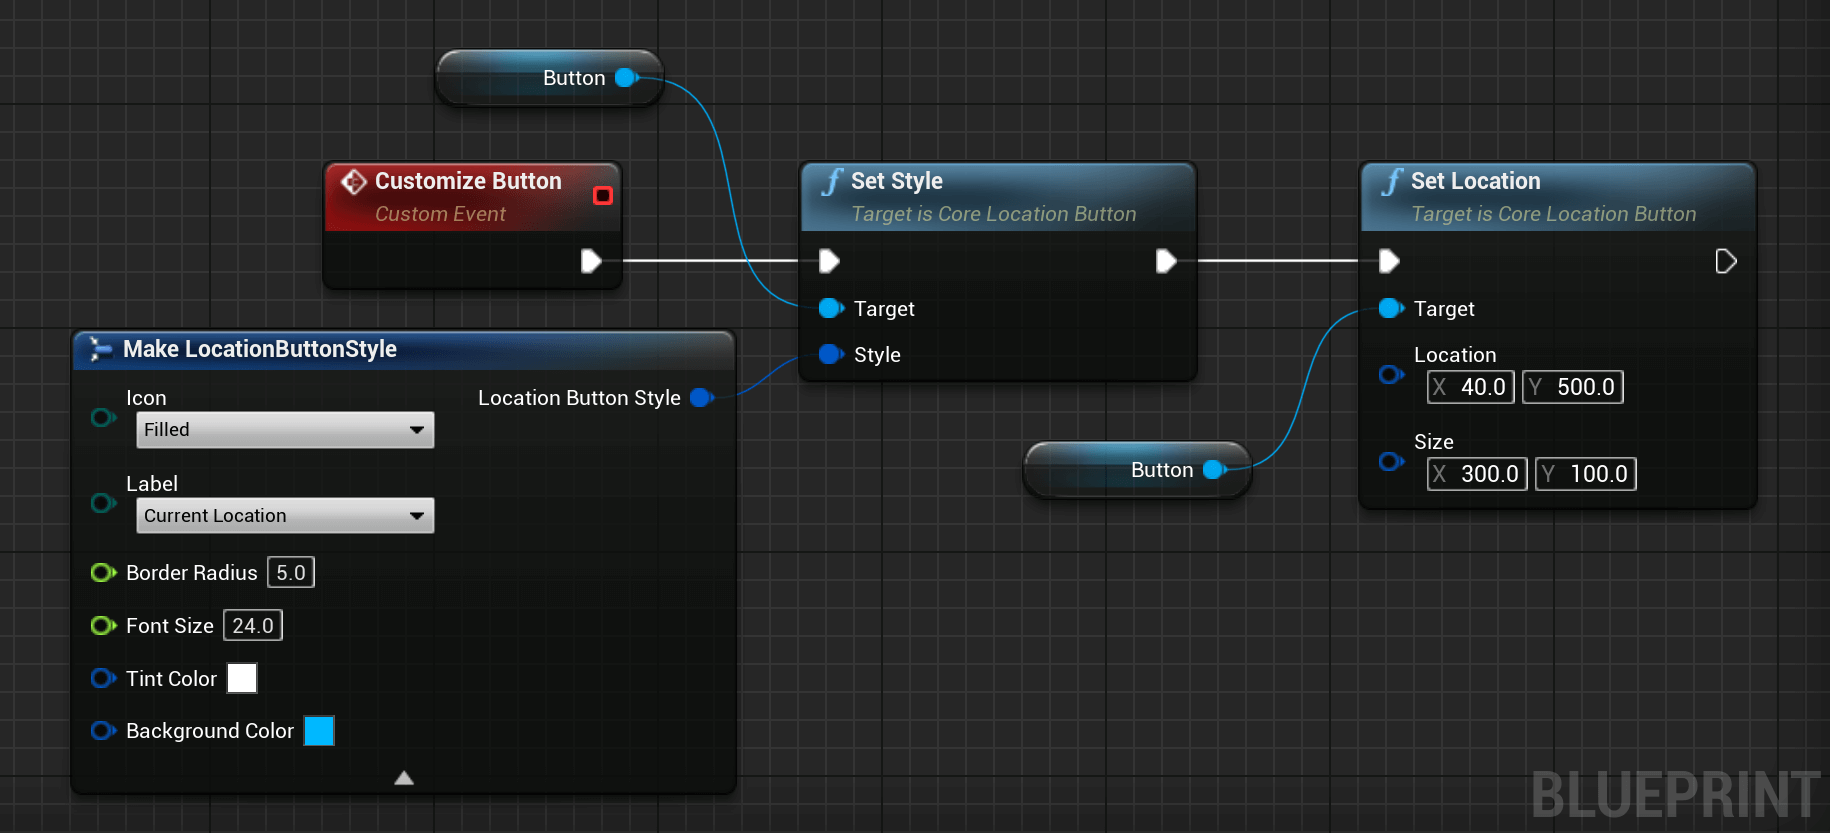 Button
Customize Button
Custom Event
Set Style
Target is Core Location Button
Target
Style
Set Location
Target is Core Location Button
Target
Location
X 40.0 Y 500.0
Size
X 300.0 Y 100.0
Make LocationButtonStyle
Icon
Filled
Location Button Style
Label
Current Location
Border Radius 5.0
Font Size 24.0
Tint Color
Background Color
Button
BLUEPRINT